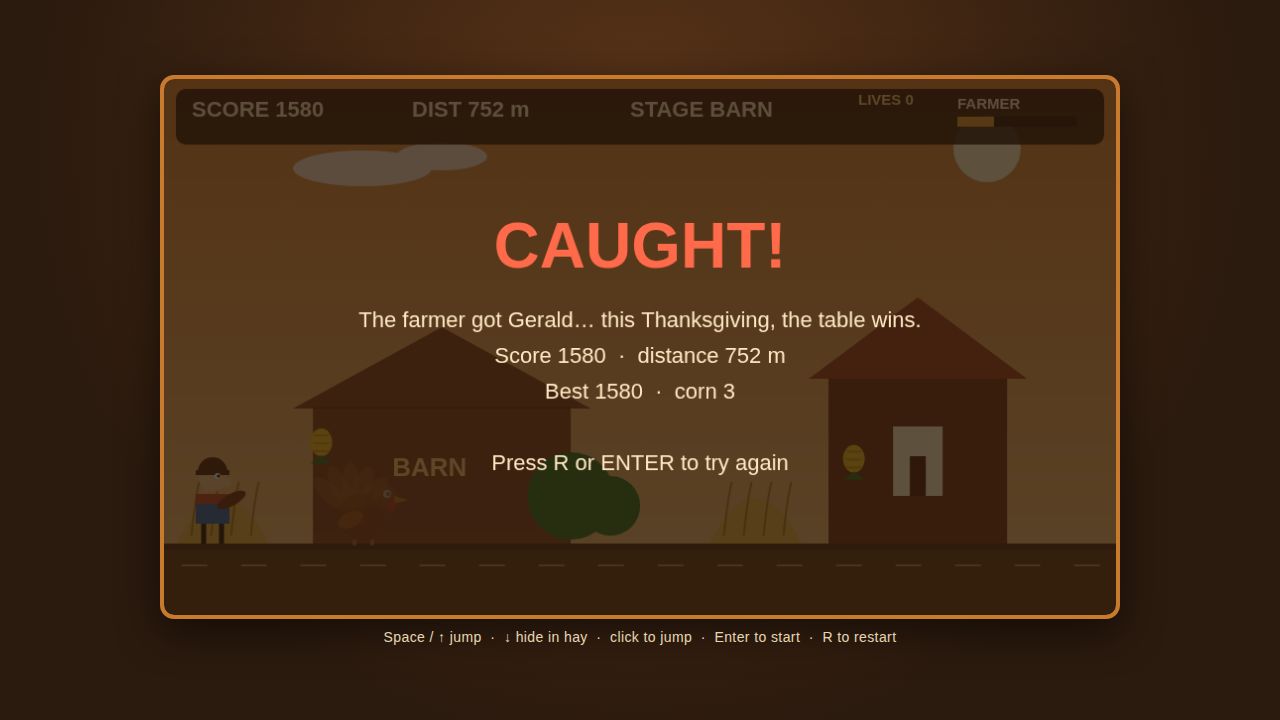 SCORE 1580 DIST 752 m STAGE BARN LIVES 0 FARMER
CAUGHT!
The farmer got Gerald… this Thanksgiving, the table wins.
Score 1580 · distance 752 m
Best 1580 · corn 3
BARN
Press R or ENTER to try again
Space / ↑ jump · ↓ hide in hay · click to jump · Enter to start · R to restart